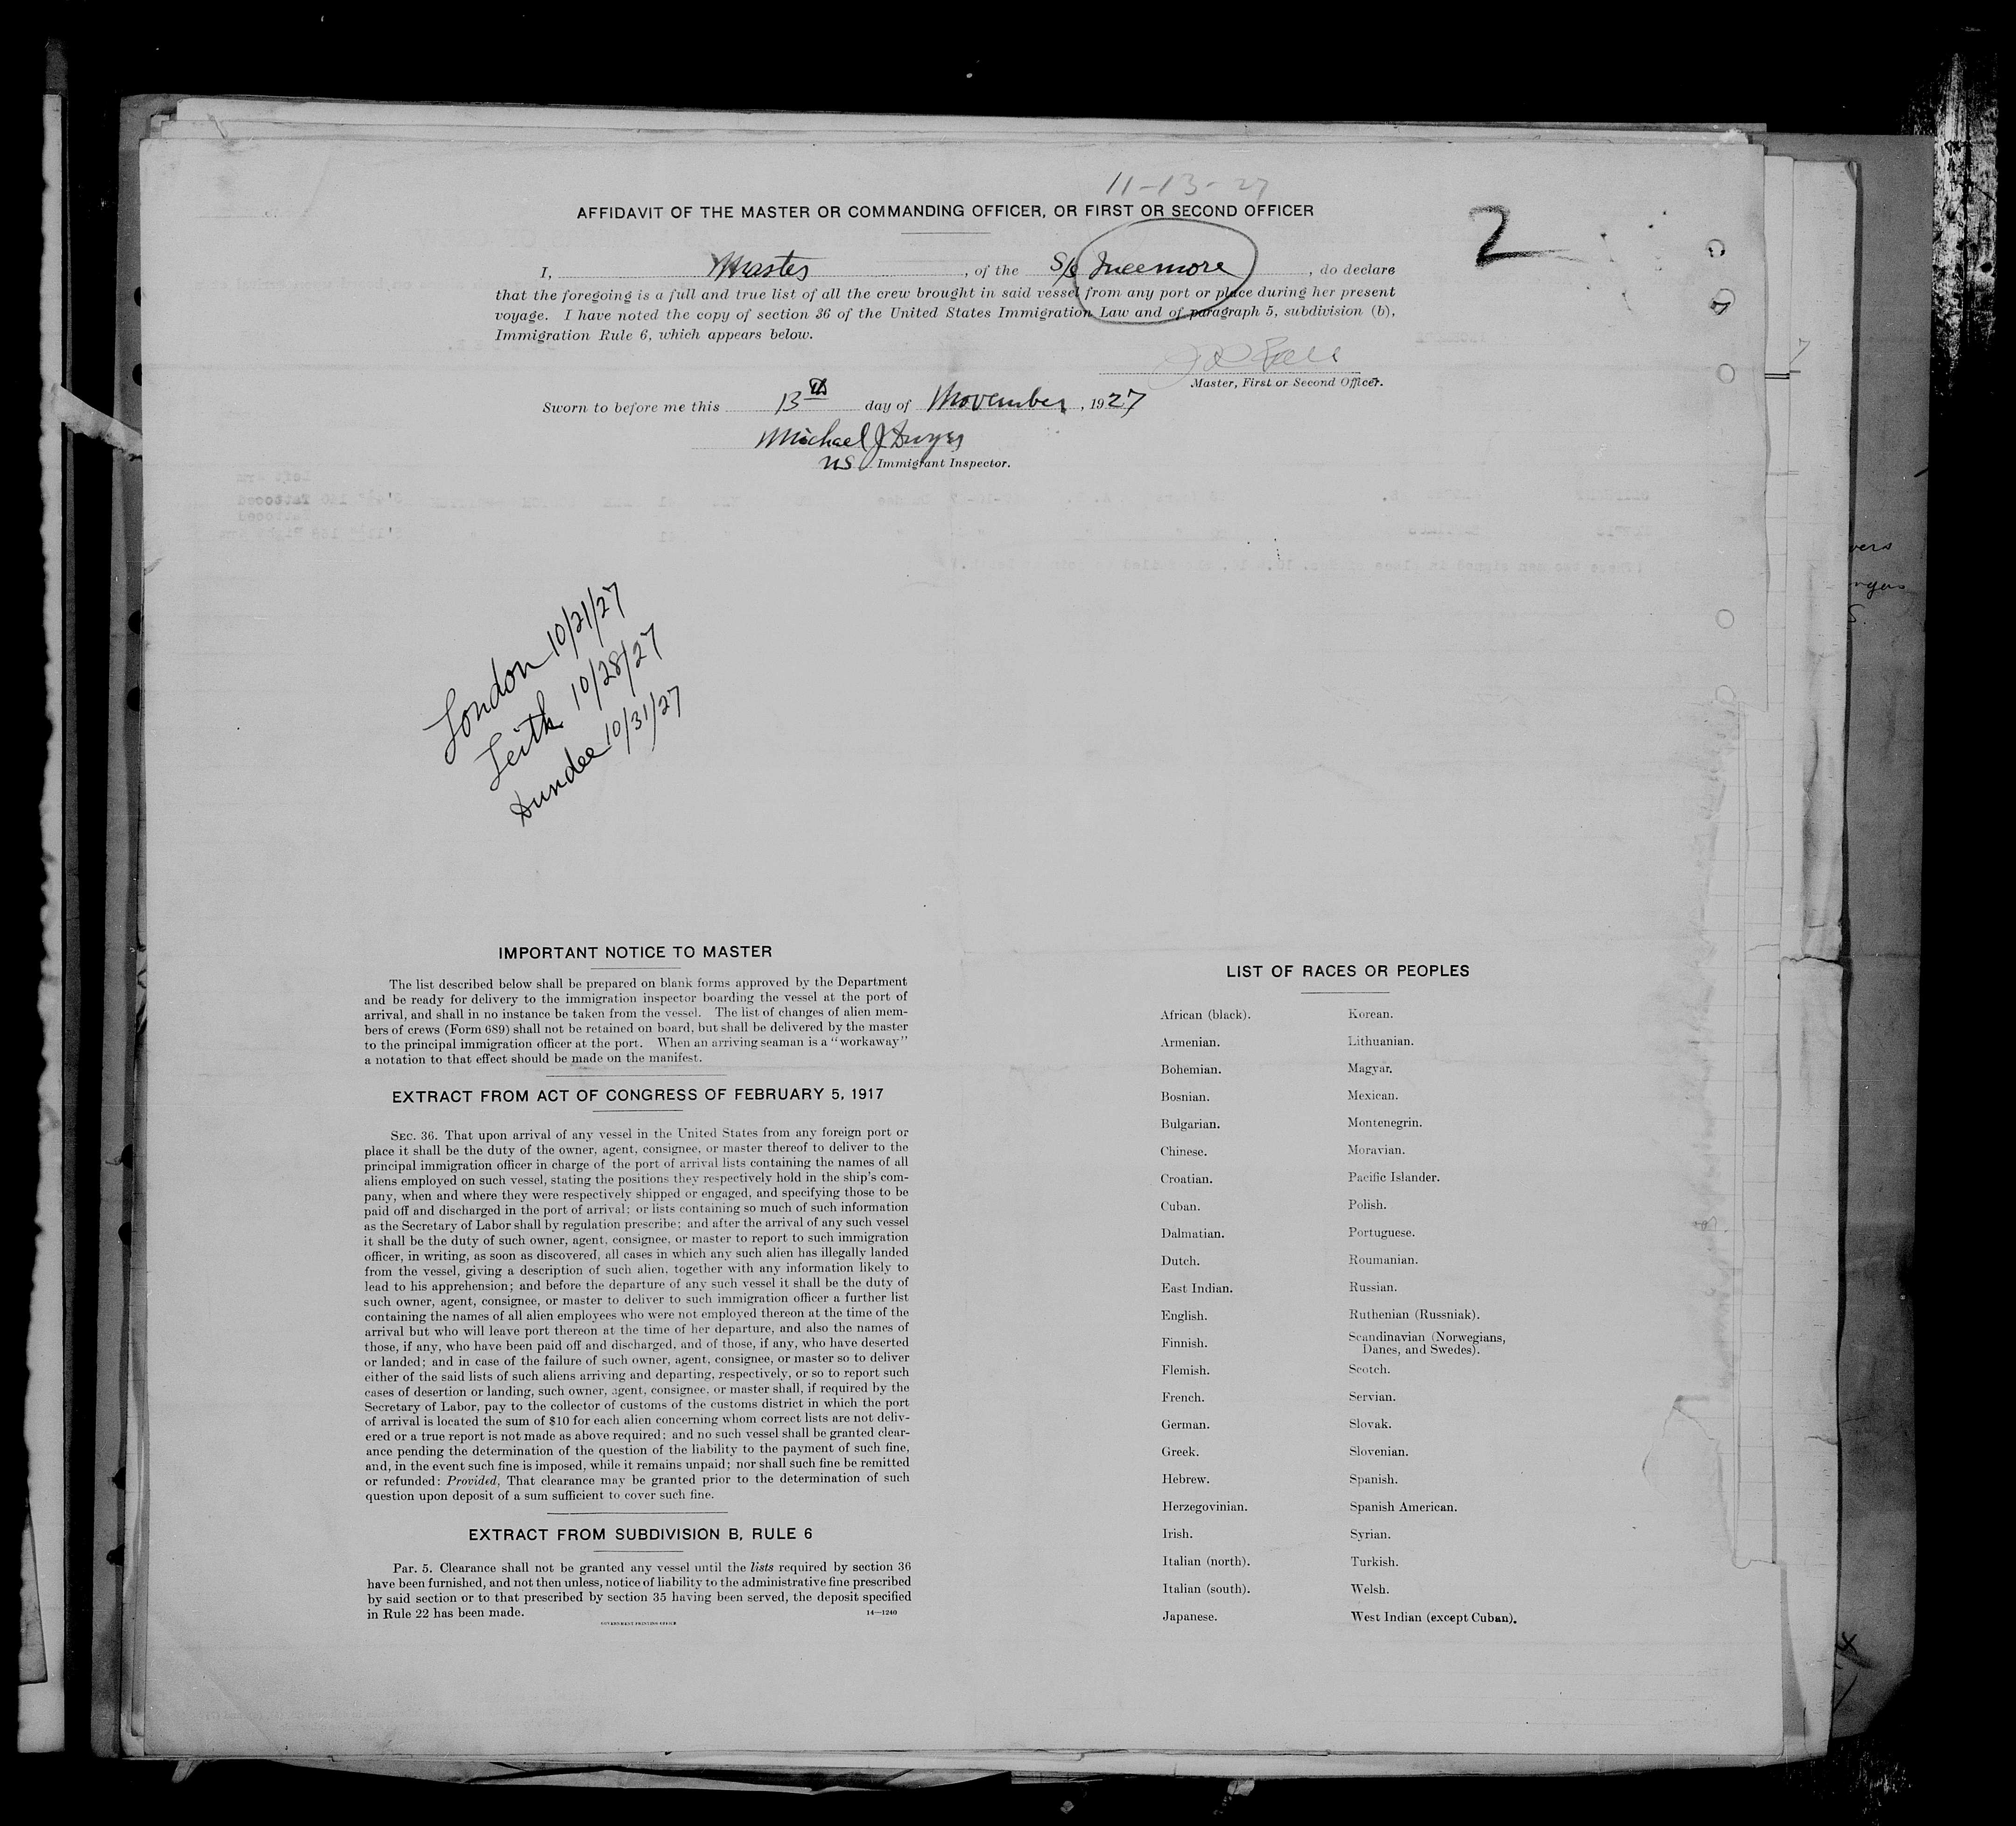 11-13-27
AFFIDAVIT OF THE MASTER OR COMMANDING OFFICER, OR FIRST OR SECOND OFFICER
2
I, Master, of the S/S Incemore, do declare
that the foregoing is a full and true list of all the crew brought in said vessel from any port or place during her present
voyage. I have noted the copy of section 36 of the United States Immigration Law and of paragraph 5, subdivision (b),
Immigration Rule 6, which appears below.
Master, First or Second Officer.
Sworn to before me this 13th day of November, 1927
Michael J Dwyer
US Immigrant Inspector.
London 10/21/27
Leith 10/28/27
Dundee 10/31/27
IMPORTANT NOTICE TO MASTER
The list described below shall be prepared on blank forms approved by the Department
and be ready for delivery to the immigration inspector boarding the vessel at the port of
arrival, and shall in no instance be taken from the vessel. The list of changes of alien mem-
bers of crews (Form 689) shall not be retained on board, but shall be delivered by the master
to the principal immigration officer at the port. When an arriving seaman is a "workaway"
a notation to that effect should be made on the manifest.
EXTRACT FROM ACT OF CONGRESS OF FEBRUARY 5, 1917
SEC. 36. That upon arrival of any vessel in the United States from any foreign port or
place it shall be the duty of the owner, agent, consignee, or master thereof to deliver to the
principal immigration officer in charge of the port of arrival lists containing the names of all
aliens employed on such vessel, stating the positions they respectively hold in the ship's com-
pany, when and where they were respectively shipped or engaged, and specifying those to be
paid off and discharged in the port of arrival; or lists containing so much of such information
as the Secretary of Labor shall by regulation prescribe; and after the arrival of any such vessel
it shall be the duty of such owner, agent, consignee, or master to report to such immigration
officer, in writing, as soon as discovered, all cases in which any such alien has illegally landed
from the vessel, giving a description of such alien, together with any information likely to
lead to his apprehension; and before the departure of any such vessel it shall be the duty of
such owner, agent, consignee, or master to deliver to such immigration officer a further list
containing the names of all alien employees who were not employed thereon at the time of the
arrival but who will leave port thereon at the time of her departure, and also the names of
those, if any, who have been paid off and discharged, and of those, if any, who have deserted
or landed; and in case of the failure of such owner, agent, consignee, or master so to deliver
either of the said lists of such aliens arriving and departing, respectively, or so to report such
cases of desertion or landing, such owner, agent, consignee, or master shall, if required by the
Secretary of Labor, pay to the collector of customs of the customs district in which the port
of arrival is located the sum of $10 for each alien concerning whom correct lists are not deliv-
ered or a true report is not made as above required; and no such vessel shall be granted clear-
ance pending the determination of the question of the liability to the payment of such fine,
and, in the event such fine is imposed, while it remains unpaid; nor shall such fine be remitted
or refunded: Provided, That clearance may be granted prior to the determination of such
question upon deposit of a sum sufficient to cover such fine.
EXTRACT FROM SUBDIVISION B, RULE 6
Par. 5. Clearance shall not be granted any vessel until the lists required by section 36
have been furnished, and not then unless, notice of liability to the administrative fine prescribed
by said section or to that prescribed by section 35 having been served, the deposit specified
in Rule 22 has been made. 14—1240
GOVERNMENT PRINTING OFFICE
LIST OF RACES OR PEOPLES
African (black). Korean.
Armenian. Lithuanian.
Bohemian. Magyar.
Bosnian. Mexican.
Bulgarian. Montenegrin.
Chinese. Moravian.
Croatian. Pacific Islander.
Cuban. Polish.
Dalmatian. Portuguese.
Dutch. Roumanian.
East Indian. Russian.
English. Ruthenian (Russniak).
Finnish. Scandinavian (Norwegians,
Danes, and Swedes).
Flemish. Scotch.
French. Servian.
German. Slovak.
Greek. Slovenian.
Hebrew. Spanish.
Herzegovinian. Spanish American.
Irish. Syrian.
Italian (north). Turkish.
Italian (south). Welsh.
Japanese. West Indian (except Cuban).